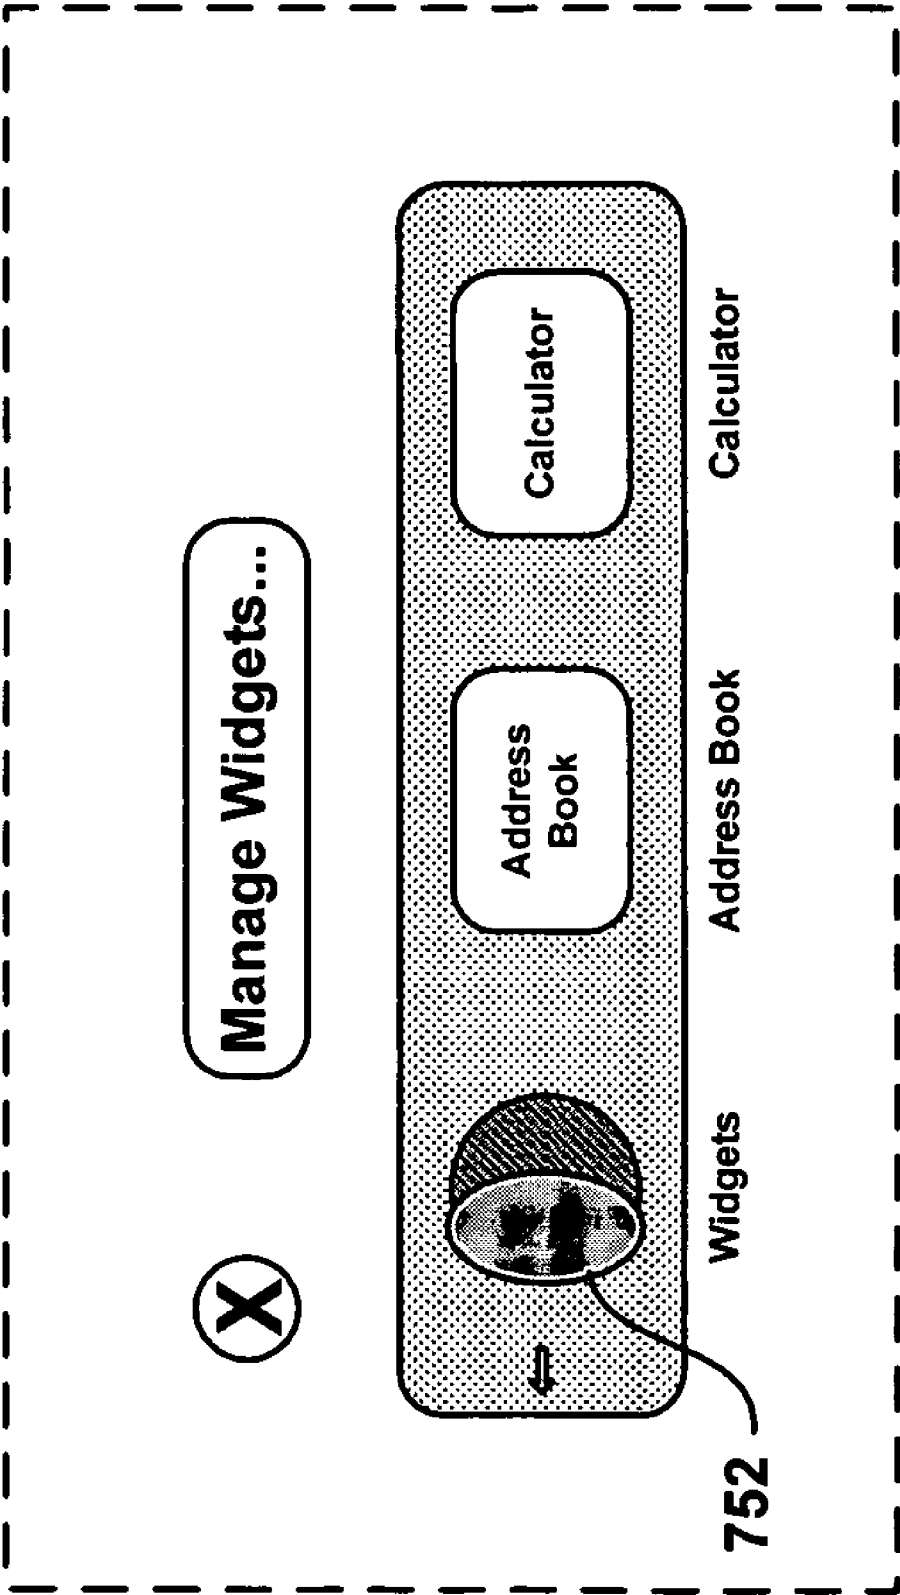 X
Manage Widgets...
Address
Book
Calculator
Widgets
Address Book
Calculator
752